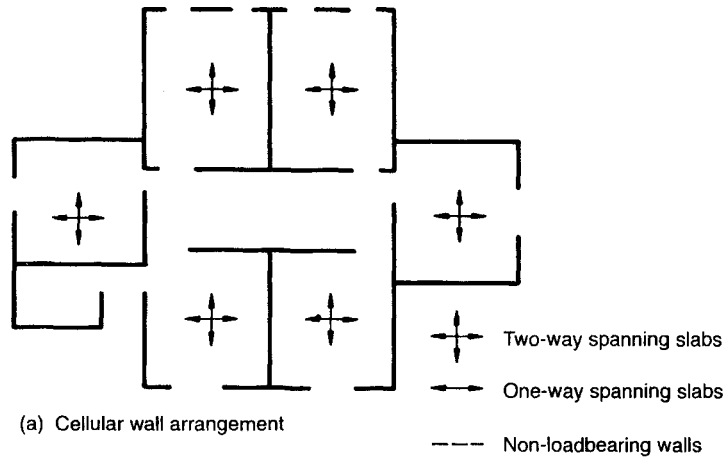 Two-way spanning slabs
One-way spanning slabs
(a) Cellular wall arrangement
Non-loadbearing walls